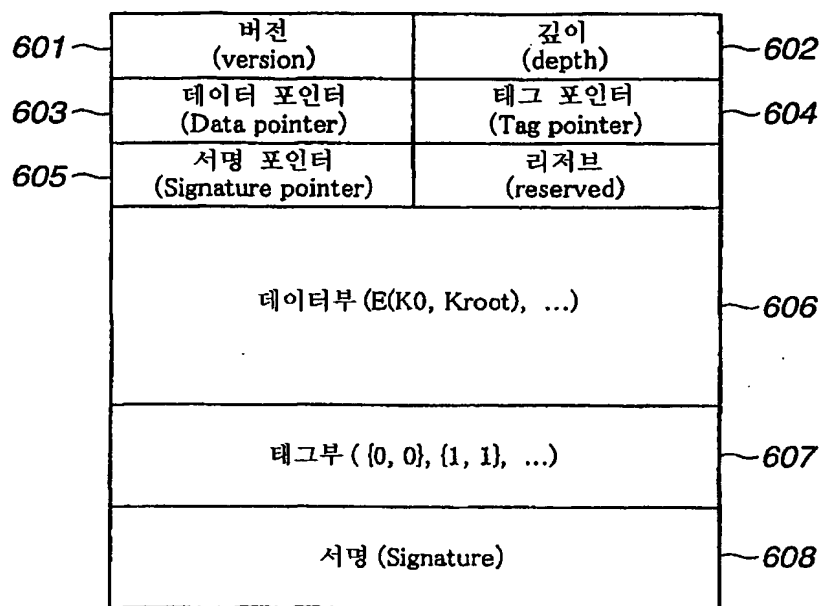 601
버전
(version)
깊이
(depth)
602
603
데이터 포인터
(Data pointer)
태그 포인터
(Tag pointer)
604
605
서명 포인터
(Signature pointer)
리저브
(reserved)
데이터부 (E(K0, Kroot), ...)
606
태그부 ( {0, 0}, {1, 1}, ...)
607
서명 (Signature)
608